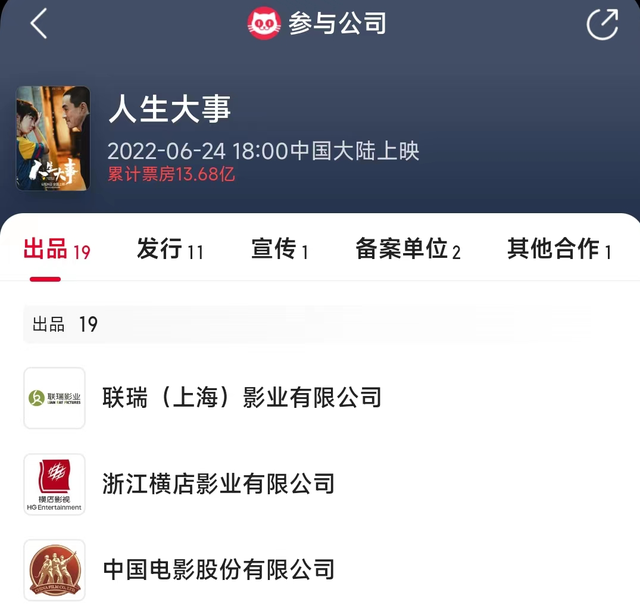 参与公司
人生大事
人生大事
2022-06-24 18:00中国大陆上映
累计票房13.68亿
出品 19 发行 11 宣传 1 备案单位 2 其他合作 1
出品 19
联瑞影业
联瑞（上海）影业有限公司
横店影视
HG Entertainment
浙江横店影业有限公司
中国电影股份有限公司